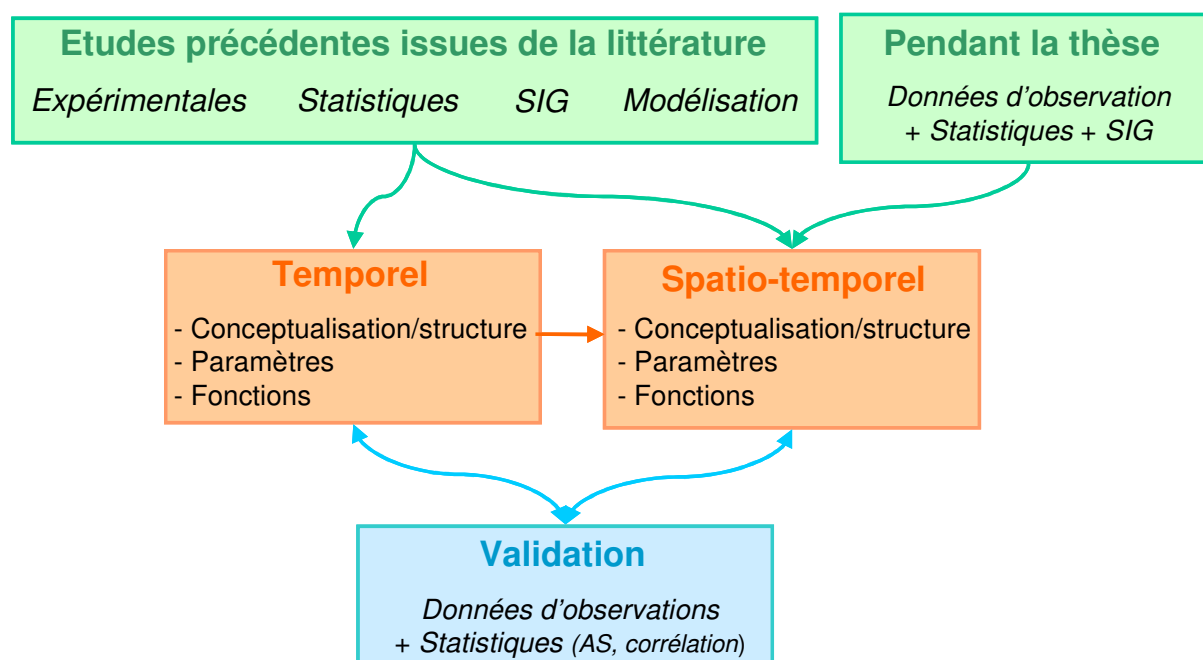 Etudes précédentes issues de la littérature
Expérimentales Statistiques SIG Modélisation
Pendant la thèse
Données d’observation
+ Statistiques + SIG
Temporel
- Conceptualisation/structure
- Paramètres
- Fonctions
Spatio-temporel
- Conceptualisation/structure
- Paramètres
- Fonctions
Validation
Données d’observations
+ Statistiques (AS, corrélation)